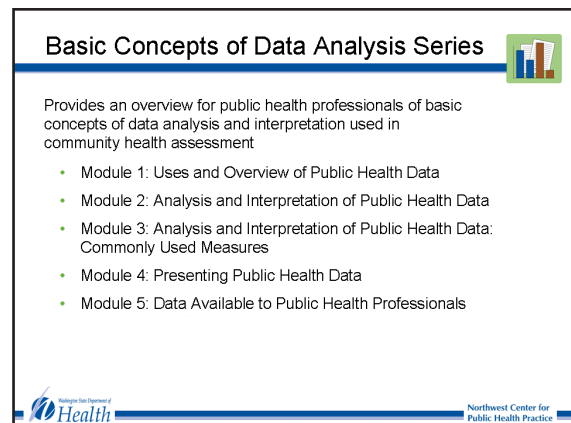 Basic Concepts of Data Analysis Series
Provides an overview for public health professionals of basic
concepts of data analysis and interpretation used in
community health assessment
• Module 1: Uses and Overview of Public Health Data
• Module 2: Analysis and Interpretation of Public Health Data
• Module 3: Analysis and Interpretation of Public Health Data:
Commonly Used Measures
• Module 4: Presenting Public Health Data
• Module 5: Data Available to Public Health Professionals
Washington State Department of
Health
Northwest Center for
Public Health Practice